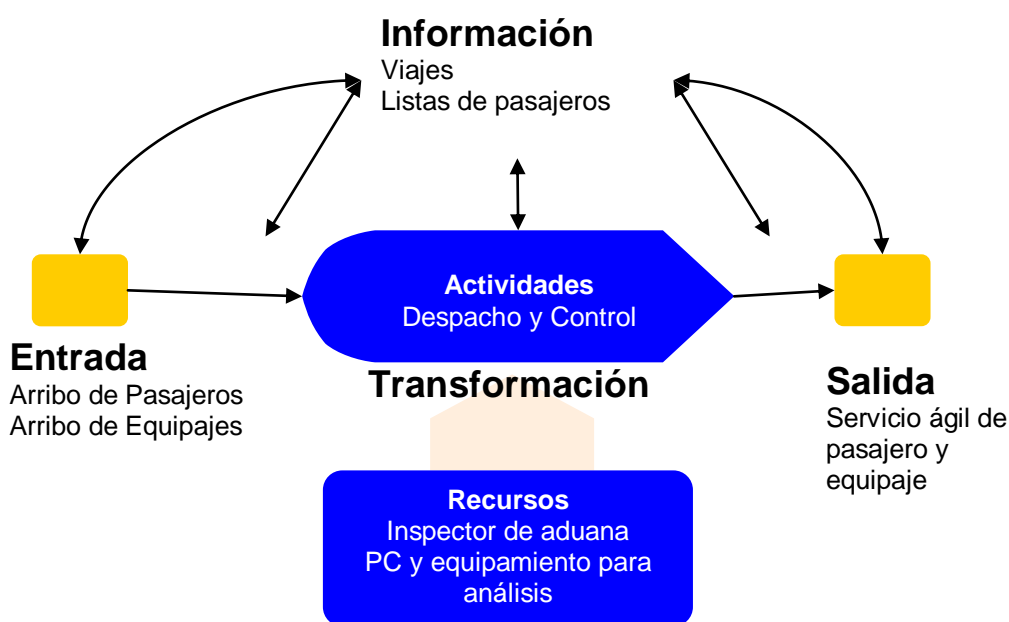 Información
Viajes
Listas de pasajeros
Actividades
Despacho y Control
Entrada
Arribo de Pasajeros
Arribo de Equipajes
Transformación
Salida
Servicio ágil de
pasajero y
equipaje
Recursos
Inspector de aduana
PC y equipamiento para
análisis